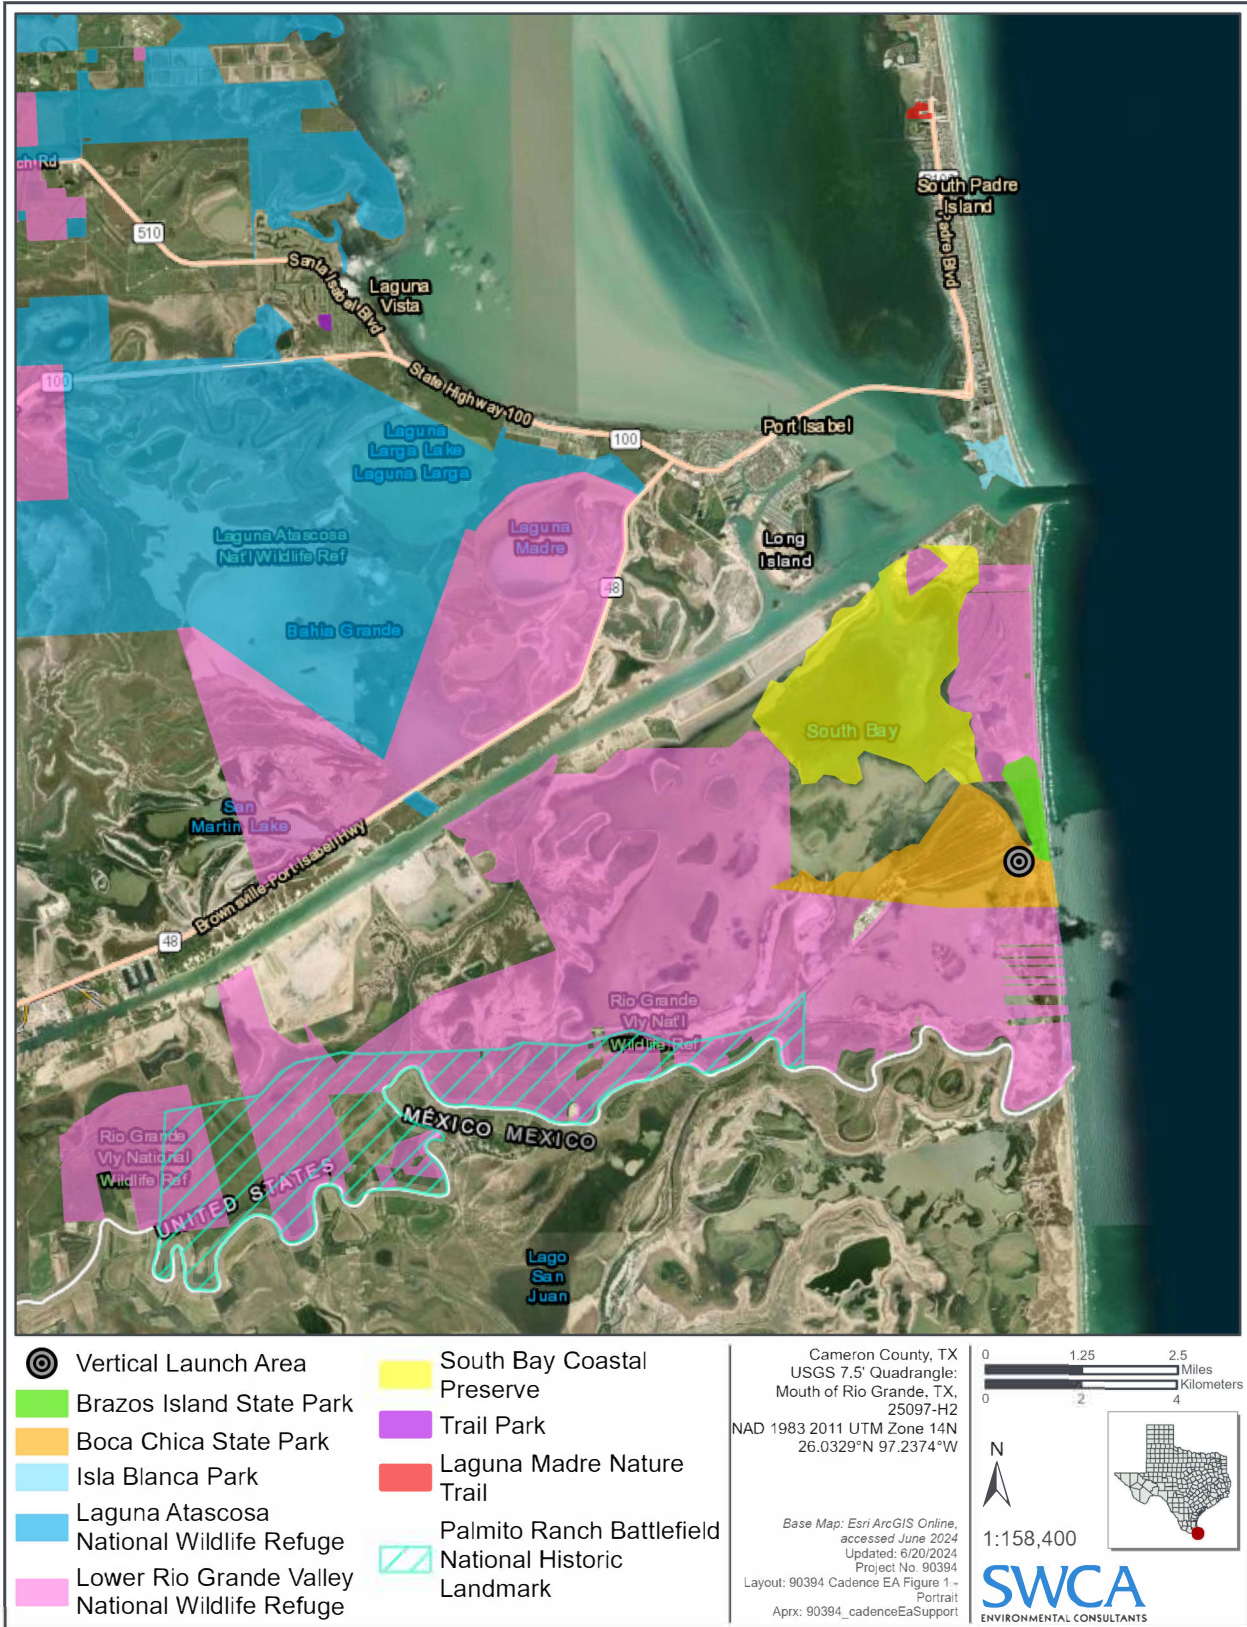 South Padre
Island
Padre Blvd
ch Rd
510
Santa Isabel Blvd
Laguna
Vista
100
State Highway 100
Laguna
Larga Lake
Laguna Larga
100
Port Isabel
Laguna Atascosa
Nat'l Wildlife Ref
Laguna
Madre
Long
Island
48
Bahia Grande
South Bay
San
Martin Lake
Brownsville-Port Isabel Hwy
48
Rio Grande
Vly Nat'l
Wildlife Ref
MÉXICO MEXICO
Rio Grande
Vly National
Wildlife Ref
UNITED STATES
Lago
San
Juan
Vertical Launch Area
Brazos Island State Park
Boca Chica State Park
Isla Blanca Park
Laguna Atascosa
National Wildlife Refuge
Lower Rio Grande Valley
National Wildlife Refuge
South Bay Coastal
Preserve
Trail Park
Laguna Madre Nature
Trail
Palmito Ranch Battlefield
National Historic
Landmark
Cameron County, TX
USGS 7.5' Quadrangle:
Mouth of Rio Grande, TX,
25097-H2
NAD 1983 2011 UTM Zone 14N
26.0329°N 97.2374°W
Base Map: Esri ArcGIS Online,
accessed June 2024
Updated: 6/20/2024
Project No. 90394
Layout: 90394 Cadence EA Figure 1 -
Portrait
Aprx: 90394_cadenceEaSupport
0 1.25 2.5
Miles
Kilometers
0 2 4
N
1:158,400
SWCA
ENVIRONMENTAL CONSULTANTS